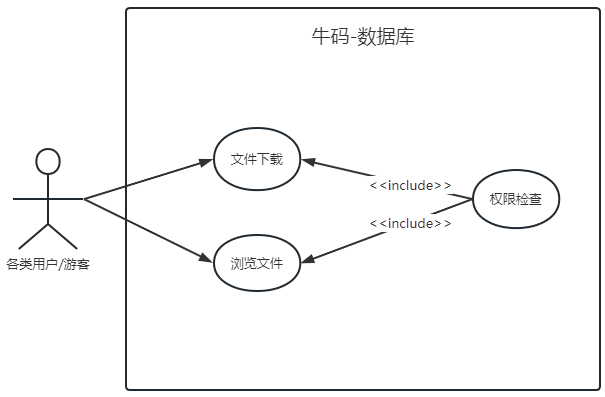 牛码-数据库
文件下载
<<include>>
权限检查
<<include>>
浏览文件
各类用户/游客